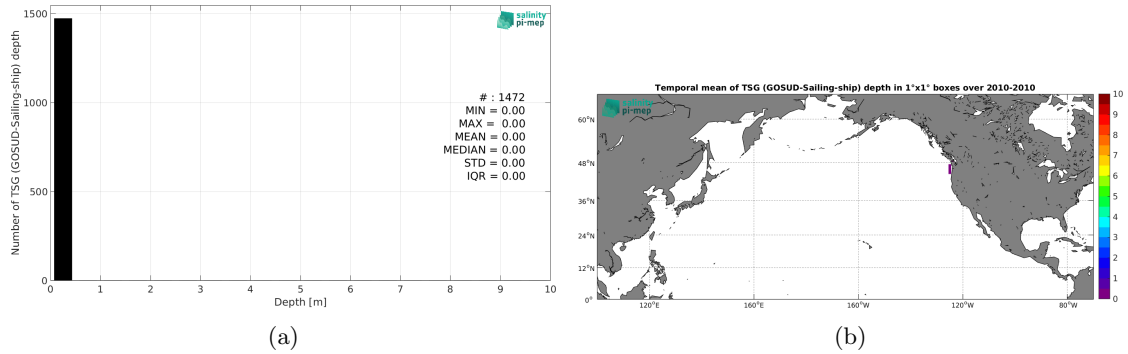 1500
1000
500
0
Number of TSG (GOSUD-Sailing-ship) depth
salinity
pi-mep
# : 1472
MIN = 0.00
MAX = 0.00
MEAN = 0.00
MEDIAN = 0.00
STD = 0.00
IQR = 0.00
0 1 2 3 4 5 6 7 8 9 10
Depth [m]
(a)
Temporal mean of TSG (GOSUD-Sailing-ship) depth in 1°x1° boxes over 2010-2010
salinity
pi-mep
60°N
48°N
36°N
24°N
12°N
0°
120°E 160°E 160°W 120°W 80°W
10
9
8
7
6
5
4
3
2
1
0
(b)